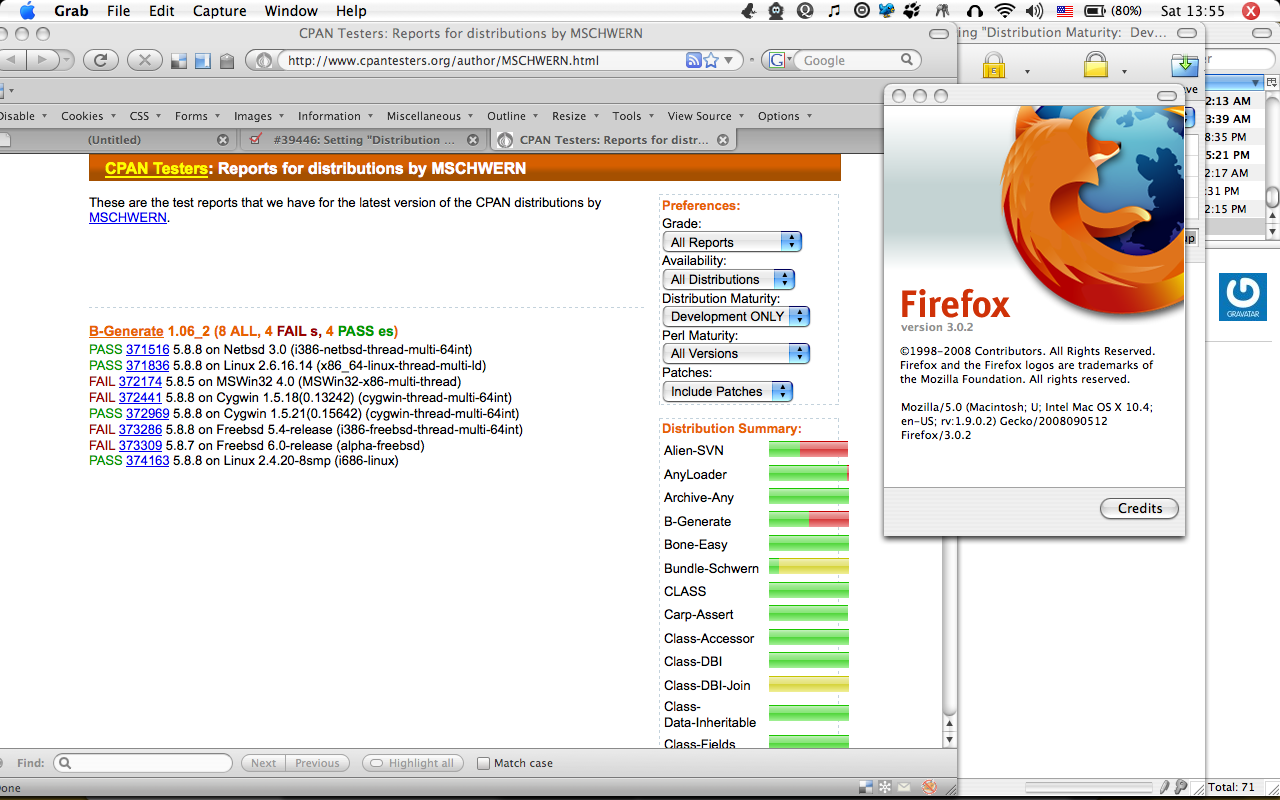 Grab File Edit Capture Window Help (80%) Sat 13:55
CPAN Testers: Reports for distributions by MSCHWERN
ing "Distribution Maturity: Dev...
http://www.cpantesters.org/author/MSCHWERN.html
Google
Disable Cookies CSS Forms Images Information Miscellaneous Outline Resize Tools View Source Options
(Untitled)
#39446: Setting "Distribution ...
CPAN Testers: Reports for distr...
CPAN Testers: Reports for distributions by MSCHWERN
These are the test reports that we have for the latest version of the CPAN distributions by
MSCHWERN.
B-Generate 1.06_2 (8 ALL, 4 FAIL s, 4 PASS es)
PASS 371516 5.8.8 on Netbsd 3.0 (i386-netbsd-thread-multi-64int)
PASS 371836 5.8.8 on Linux 2.6.16.14 (x86_64-linux-thread-multi-ld)
FAIL 372174 5.8.5 on MSWin32 4.0 (MSWin32-x86-multi-thread)
FAIL 372441 5.8.8 on Cygwin 1.5.18(0.13242) (cygwin-thread-multi-64int)
PASS 372969 5.8.8 on Cygwin 1.5.21(0.15642) (cygwin-thread-multi-64int)
FAIL 373286 5.8.8 on Freebsd 5.4-release (i386-freebsd-thread-multi-64int)
FAIL 373309 5.8.7 on Freebsd 6.0-release (alpha-freebsd)
PASS 374163 5.8.8 on Linux 2.4.20-8smp (i686-linux)
Preferences:
Grade:
All Reports
Availability:
All Distributions
Distribution Maturity:
Development ONLY
Perl Maturity:
All Versions
Patches:
Include Patches
Distribution Summary:
Alien-SVN
AnyLoader
Archive-Any
B-Generate
Bone-Easy
Bundle-Schwern
CLASS
Carp-Assert
Class-Accessor
Class-DBI
Class-DBI-Join
Class-
Data-Inheritable
Class-Fields
Firefox
version 3.0.2
©1998-2008 Contributors. All Rights Reserved.
Firefox and the Firefox logos are trademarks of
the Mozilla Foundation. All rights reserved.
Mozilla/5.0 (Macintosh; U; Intel Mac OS X 10.4;
en-US; rv:1.9.0.2) Gecko/2008090512
Firefox/3.0.2
Credits
2:13 AM
3:39 AM
8:35 PM
5:21 PM
2:17 AM
:31 PM
2:15 PM
GRAVATAR
Find: Next Previous Highlight all Match case
Total: 71